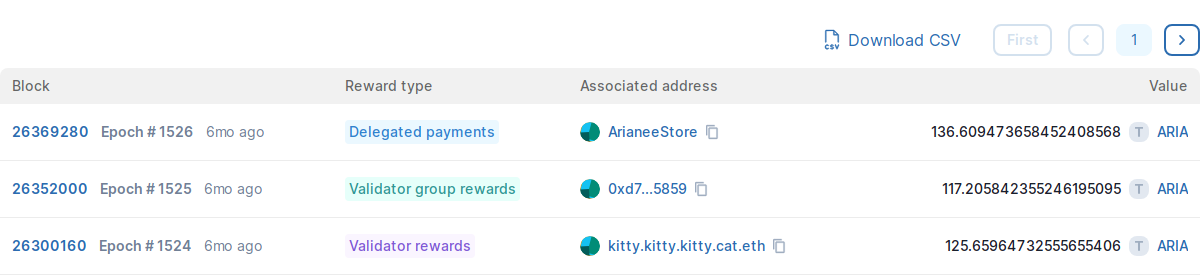 CSV Download CSV First 1
Block Reward type Associated address Value
26369280 Epoch # 1526 6mo ago Delegated payments ArianeeStore 136.609473658452408568 T ARIA
26352000 Epoch # 1525 6mo ago Validator group rewards 0xd7...5859 117.205842355246195095 T ARIA
26300160 Epoch # 1524 6mo ago Validator rewards kitty.kitty.kitty.cat.eth 125.65964732555655406 T ARIA